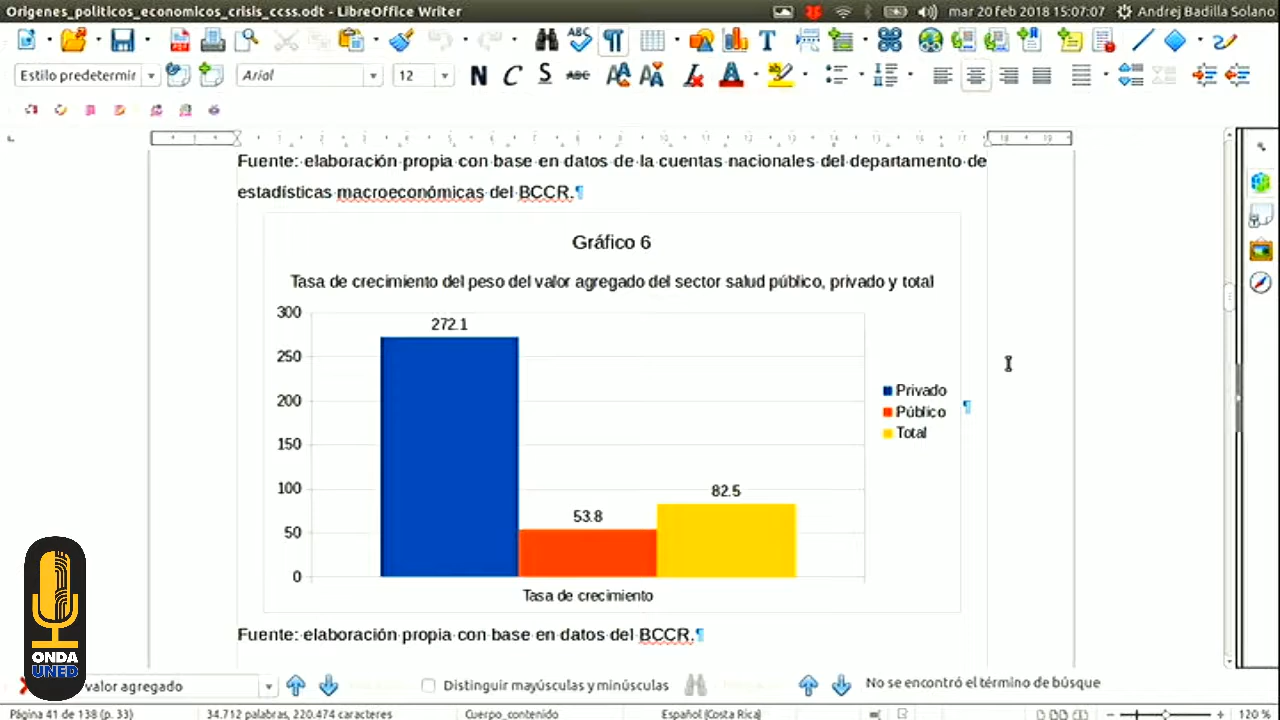 Origenes_politicos_economicos_crisis_ccss.odt - LibreOffice Writer
mar 20 feb 2018 15:07:07 Andrej Badilla Solano
Estilo predetermin
12
N C S ABC
Fuente: elaboración propia con base en datos de la cuentas nacionales del departamento de
estadísticas macroeconómicas del BCCR.¶
Gráfico 6
Tasa de crecimiento del peso del valor agregado del sector salud público, privado y total
300
250
200
150
100
50
0
272.1
53.8
82.5
Tasa de crecimiento
Privado
Público
Total
¶
Fuente: elaboración propia con base en datos del BCCR.¶
ONDA
UNED
valor agregado
Distinguir mayúsculas y minúsculas
No se encontró el término de búsque
Página 41 de 138 (p. 33)
34.712 palabras, 220.474 caracteres
Cuerpo_contenido
Español (Costa Rica)
120 %